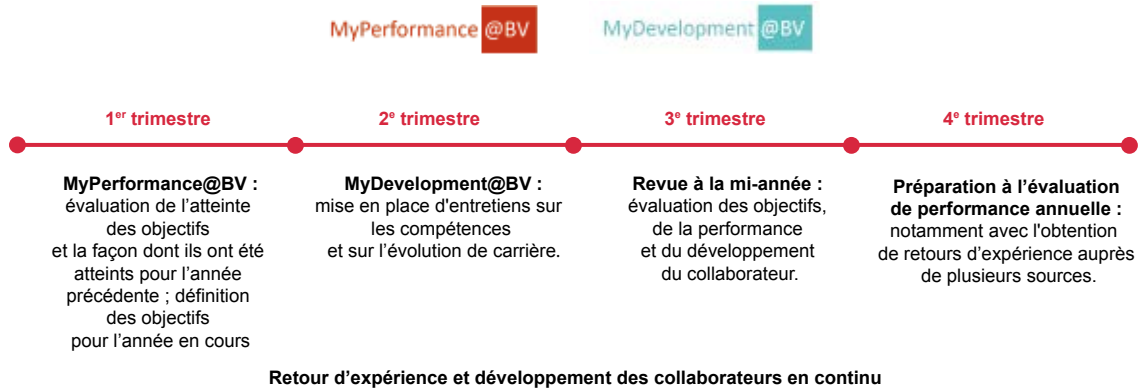 MyPerformance @BV
MyDevelopment @BV
1er trimestre
2e trimestre
3e trimestre
4e trimestre
MyPerformance@BV :
évaluation de l’atteinte
des objectifs
et la façon dont ils ont été
atteints pour l’année
précédente ; définition
des objectifs
pour l’année en cours
MyDevelopment@BV :
mise en place d'entretiens sur
les compétences
et sur l’évolution de carrière.
Revue à la mi-année :
évaluation des objectifs,
de la performance
et du développement
du collaborateur.
Préparation à l’évaluation
de performance annuelle :
notamment avec l'obtention
de retours d’expérience auprès
de plusieurs sources.
Retour d’expérience et développement des collaborateurs en continu